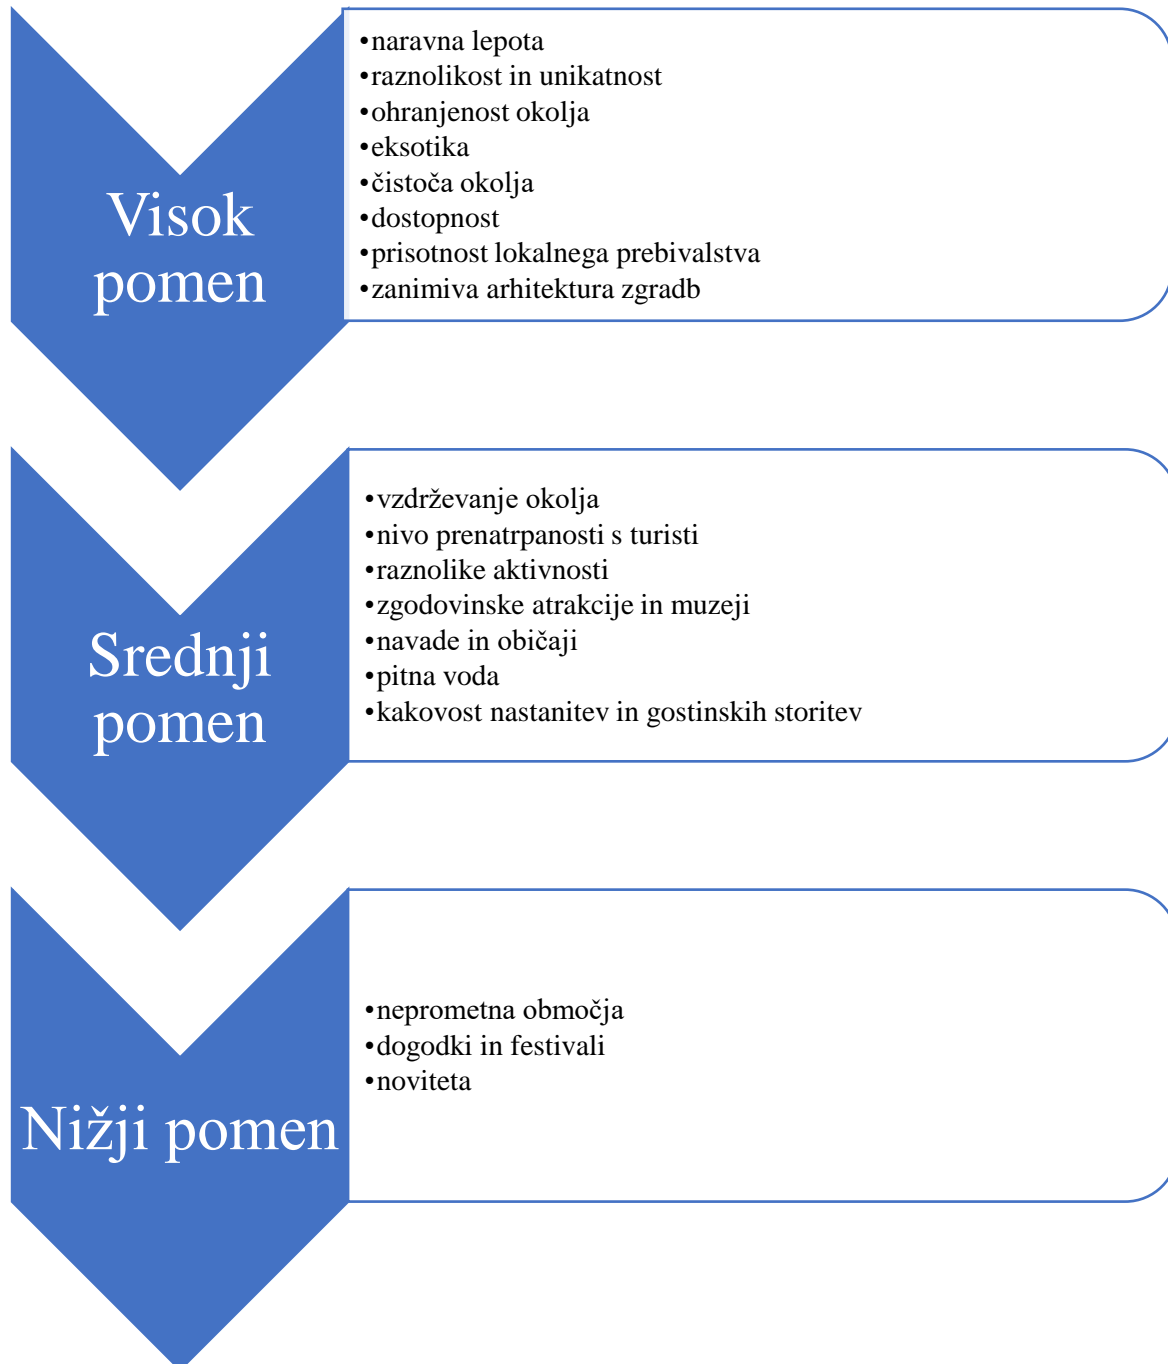 Visok
pomen
•naravna lepota
•raznolikost in unikatnost
•ohranjenost okolja
•eksotika
•čistoča okolja
•dostopnost
•prisotnost lokalnega prebivalstva
•zanimiva arhitektura zgradb
Srednji
pomen
•vzdrževanje okolja
•nivo prenatrpanosti s turisti
•raznolike aktivnosti
•zgodovinske atrakcije in muzeji
•navade in običaji
•pitna voda
•kakovost nastanitev in gostinskih storitev
Nižji pomen
•neprometna območja
•dogodki in festivali
•noviteta